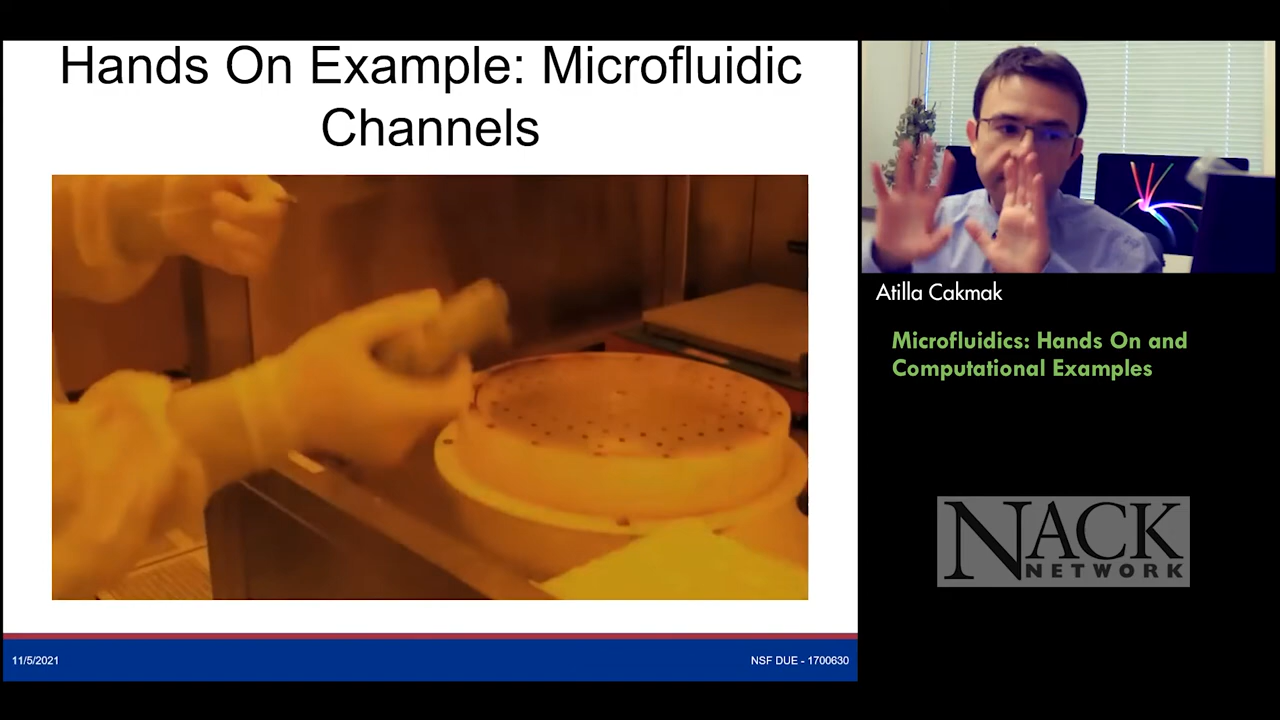 Hands On Example: Microfluidic
Channels
11/5/2021
NSF DUE - 1700630
Atilla Cakmak
Microfluidics: Hands On and
Computational Examples
NACK
NETWORK